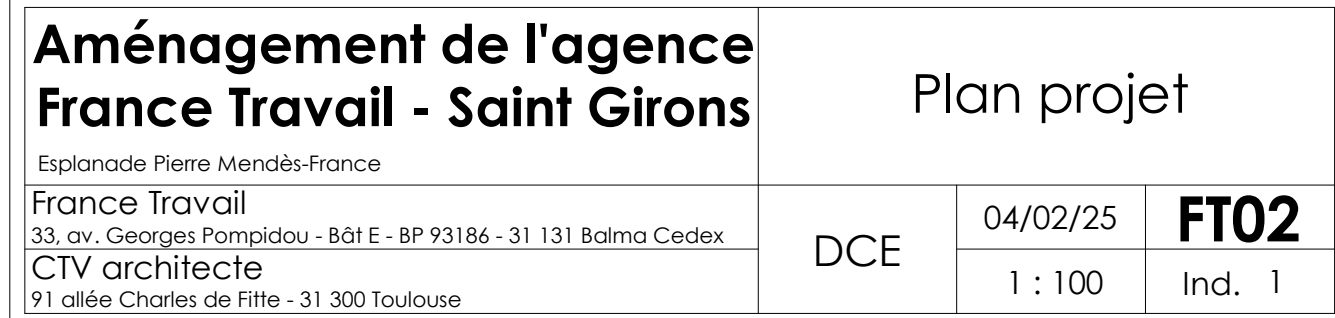 Aménagement de l'agence
France Travail - Saint Girons
Esplanade Pierre Mendès-France
Plan projet
France Travail
33, av. Georges Pompidou - Bât E - BP 93186 - 31 131 Balma Cedex
CTV architecte
91 allée Charles de Fitte - 31 300 Toulouse
DCE
04/02/25
1 : 100
FT02
Ind. 1